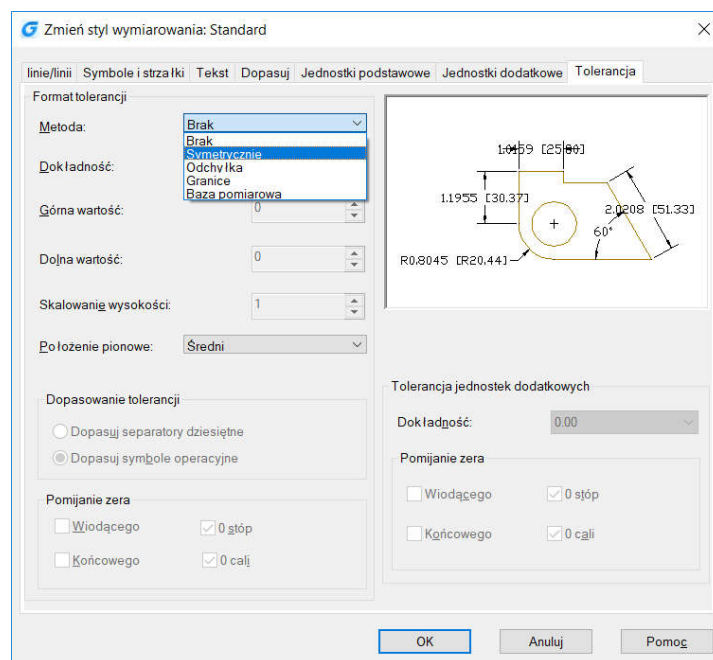 Zmień styl wymiarowania: Standard
linie/linii Symbole i strzałki Tekst Dopasuj Jednostki podstawowe Jednostki dodatkowe Tolerancja
Format tolerancji
Metoda: Brak
Brak
Symetrycznie
Odchyłka
Granice
Baza pomiarowa
Dokładność:
Górna wartość: 0
Dolna wartość: 0
Skalowanie wysokości: 1
Położenie pionowe: Średni
1.0159 [25.80]
1.1955 [30.37]
2.0208 [51.33]
60°
R0.8045 [R20.44]
Dopasowanie tolerancji
Dopasuj separatory dziesiętne
Dopasuj symbole operacyjne
Pomijanie zera
Wiodącego 0 stóp
Końcowego 0 cali
Tolerancja jednostek dodatkowych
Dokładność: 0.00
Pomijanie zera
Wiodącego 0 stóp
Końcowego 0 cali
OK Anuluj Pomoc